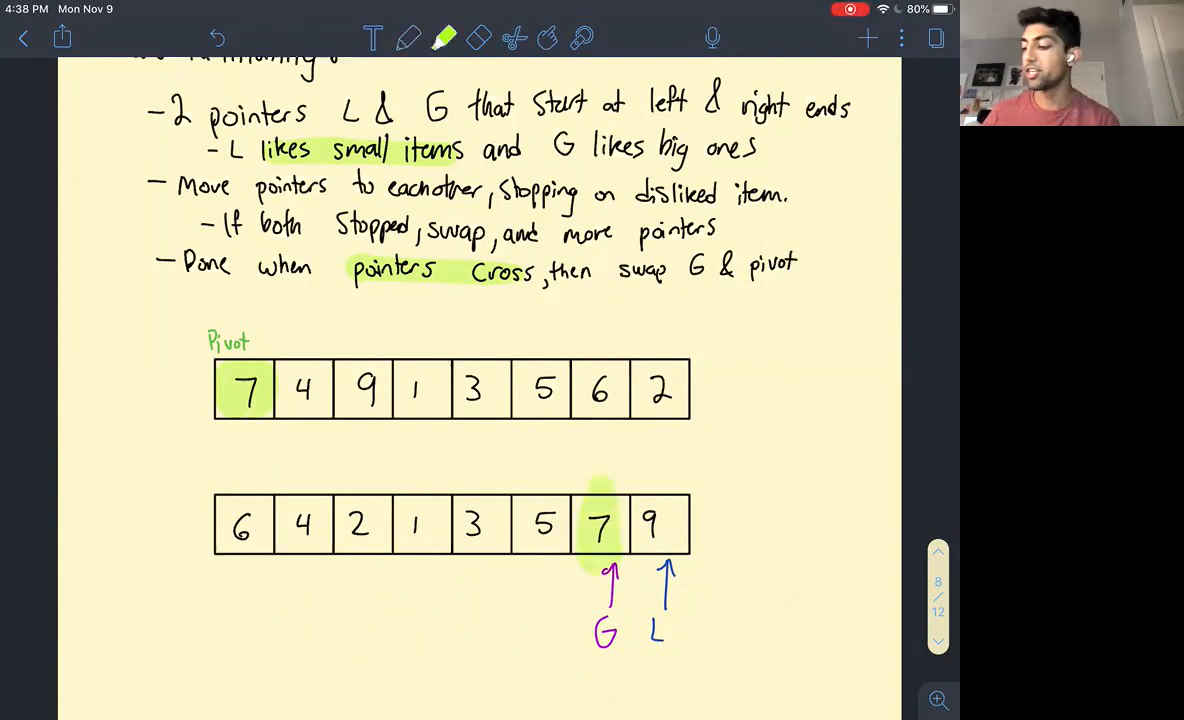 4:38 PM Mon Nov 9
80%
- 2 pointers L & G that Start at left & right ends
- L likes small items and G likes big ones
- Move pointers to eachother, Stopping on disliked item.
- If both Stopped, swap, and more pointers
- Done when pointers Cross, then swap G & pivot
Pivot
7 4 9 1 3 5 6 2
6 4 2 1 3 5 7 9
G L
8
/
12